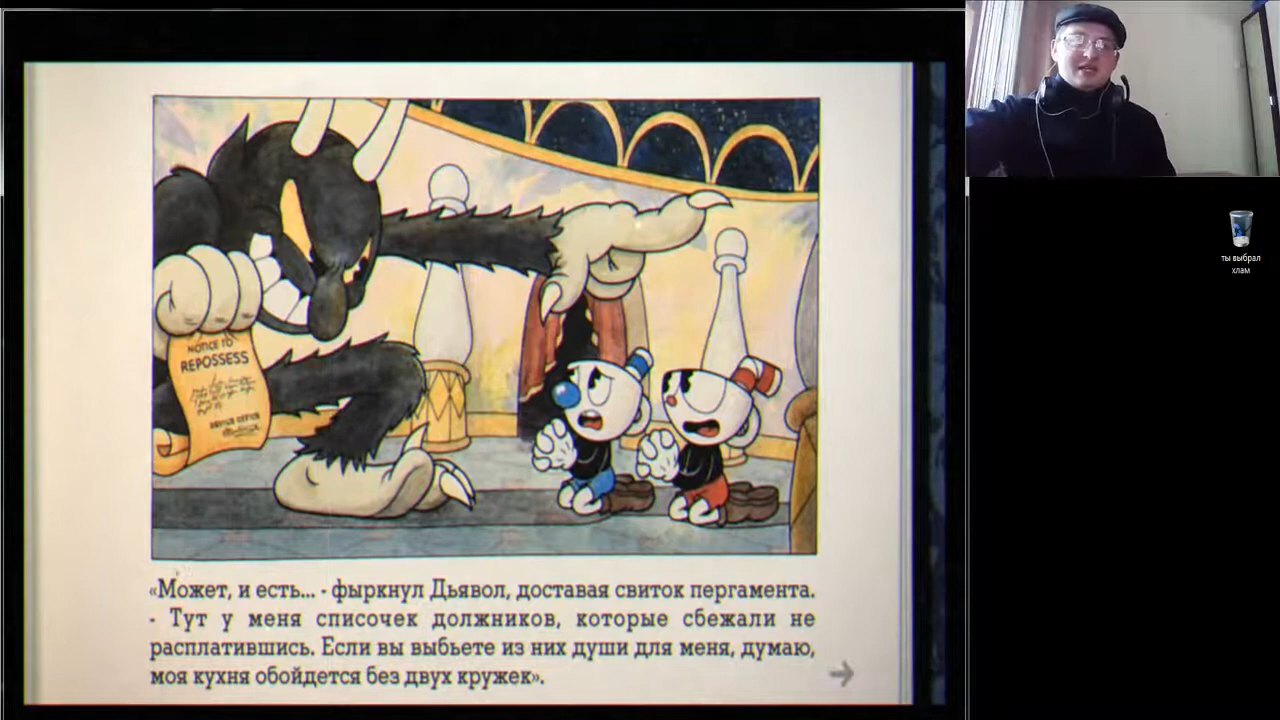 NOTICE TO
REPOSSESS
«Может, и есть... - фыркнул Дьявол, доставая свиток пергамента.
- Тут у меня списочек должников, которые сбежали не
расплатившись. Если вы выбьете из них души для меня, думаю,
моя кухня обойдется без двух кружек».
ты выбрал
хлам